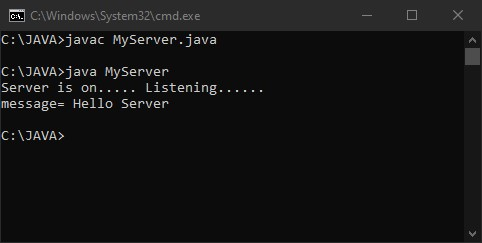 C:\Windows\System32\cmd.exe
C:\JAVA>javac MyServer.java
C:\JAVA>java MyServer
Server is on..... Listening......
message= Hello Server
C:\JAVA>